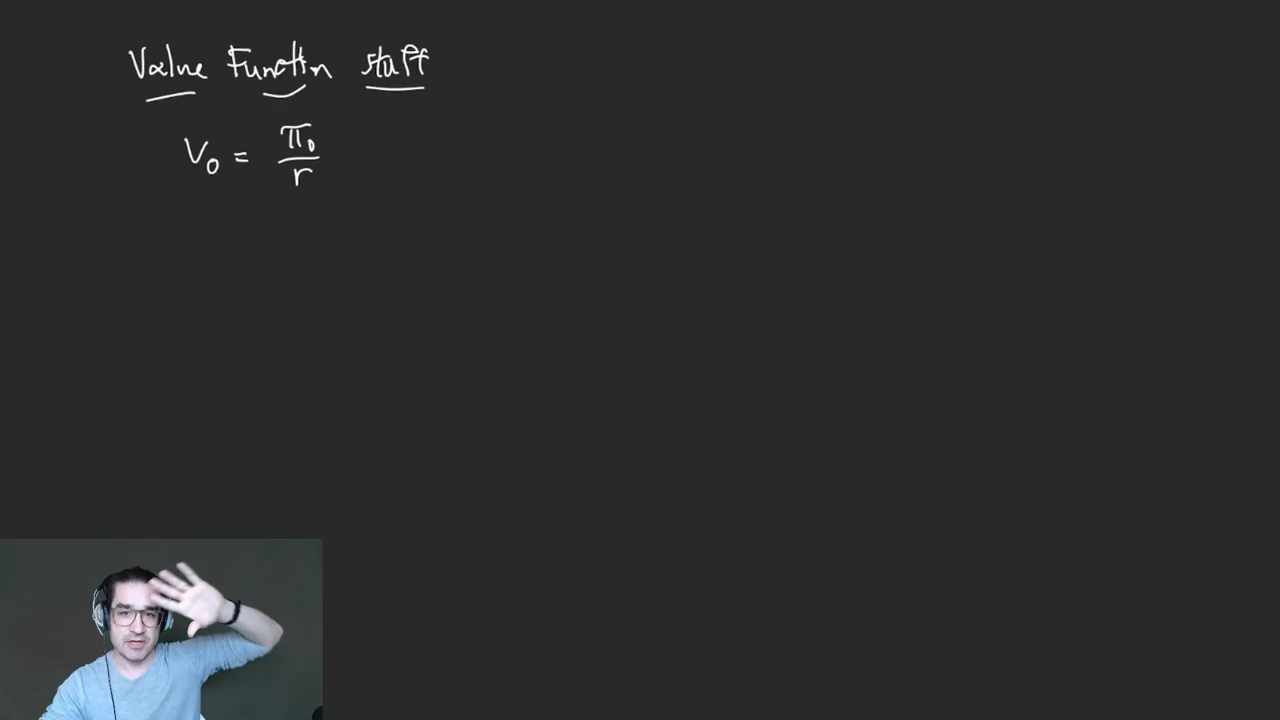 Value Function stuff
V₀ = π₀/r